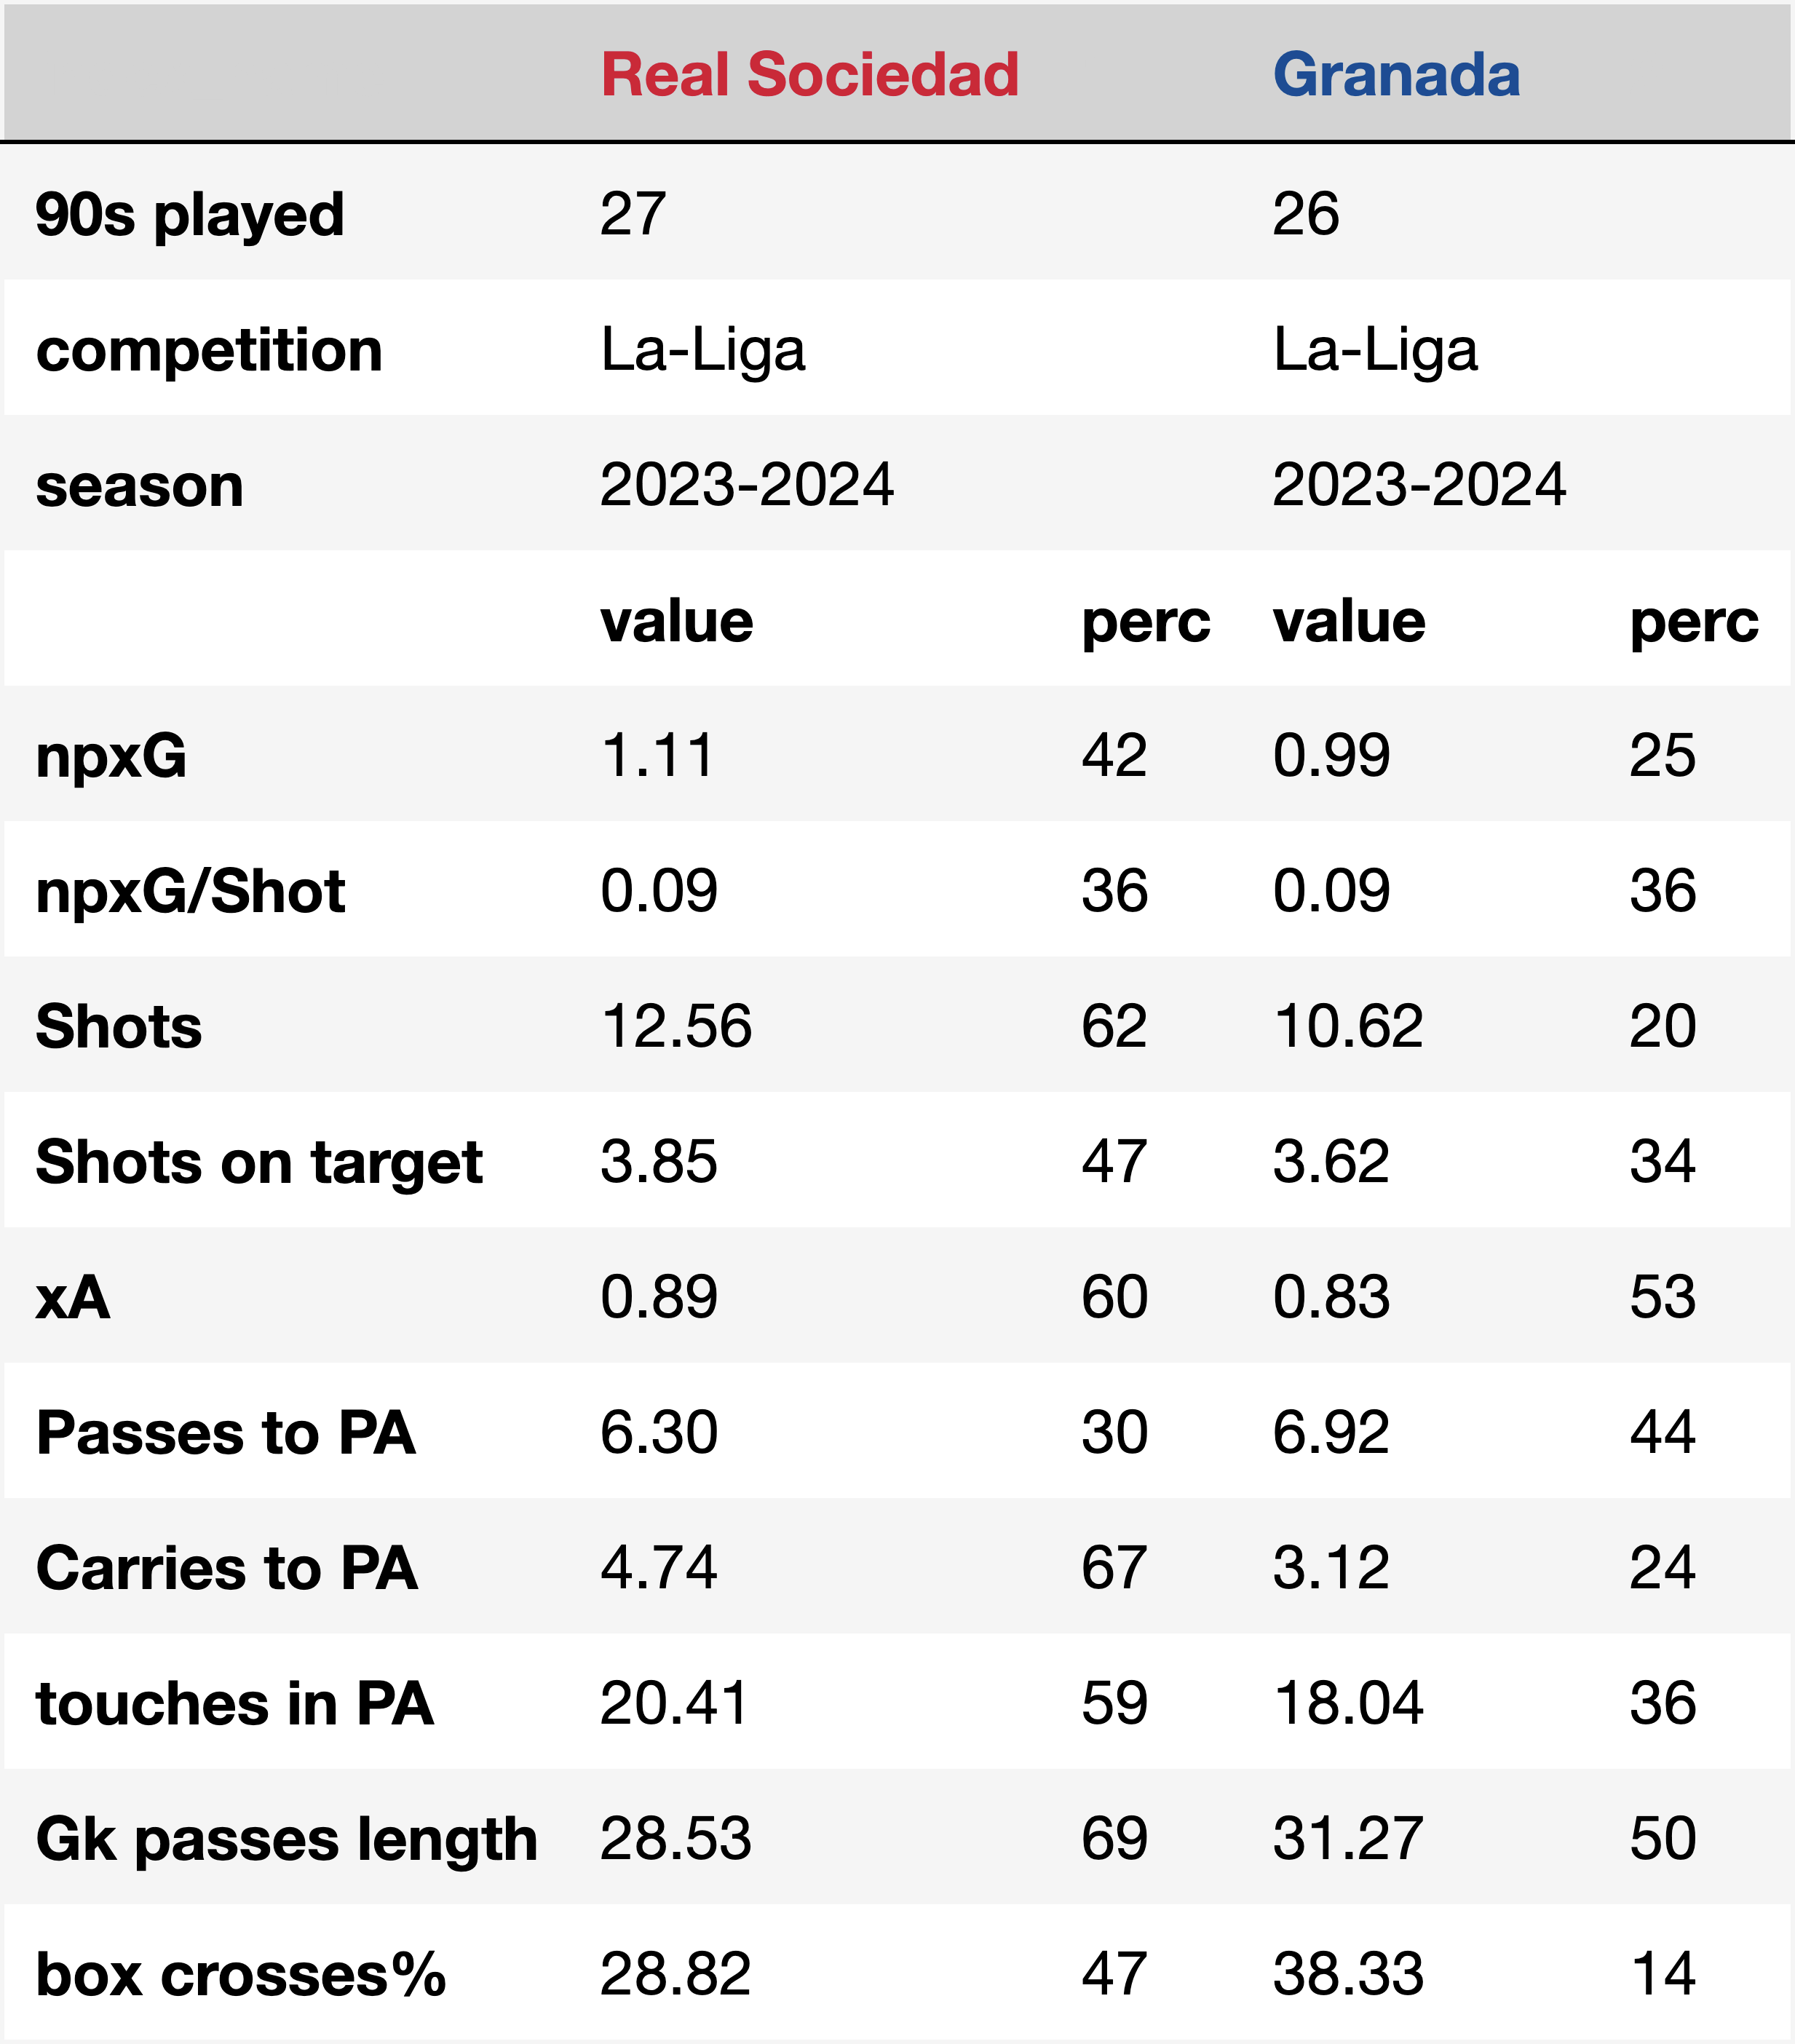 Real Sociedad Granada
90s played 27 26
competition La-Liga La-Liga
season 2023-2024 2023-2024
value perc value perc
npxG 1.11 42 0.99 25
npxG/Shot 0.09 36 0.09 36
Shots 12.56 62 10.62 20
Shots on target 3.85 47 3.62 34
xA 0.89 60 0.83 53
Passes to PA 6.30 30 6.92 44
Carries to PA 4.74 67 3.12 24
touches in PA 20.41 59 18.04 36
Gk passes length 28.53 69 31.27 50
box crosses% 28.82 47 38.33 14